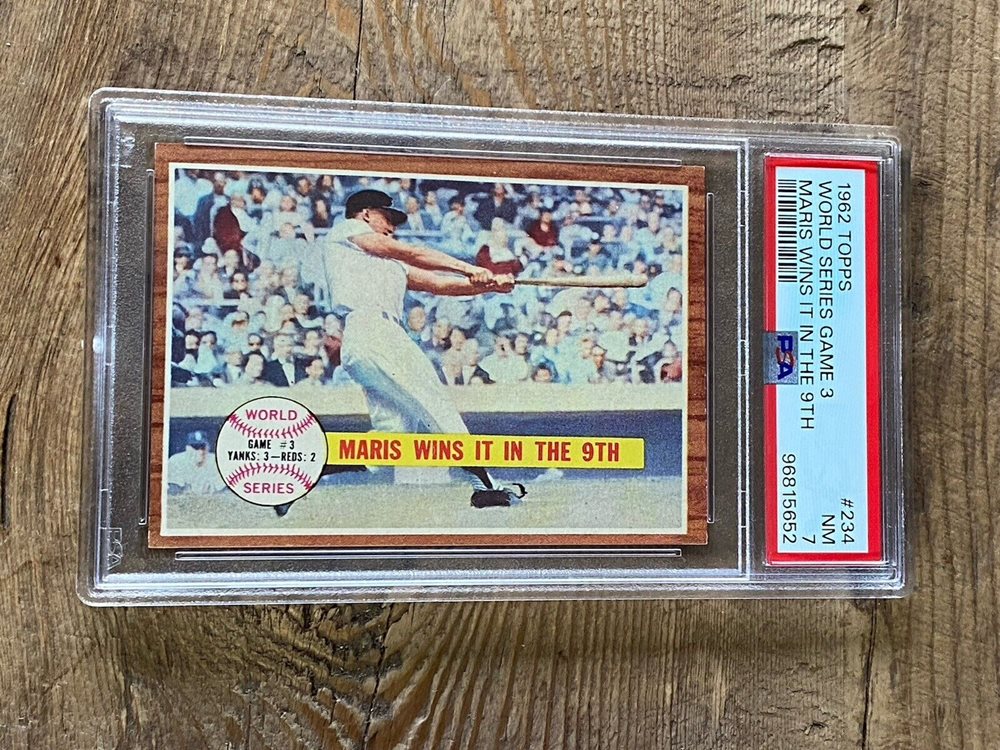 1962 TOPPS
#234
WORLD SERIES GAME 3
NM
MARIS WINS IT IN THE 9TH
7
PSA
96815652
WORLD
GAME #3
YANKS: 3—REDS: 2
SERIES
MARIS WINS IT IN THE 9TH
PSA